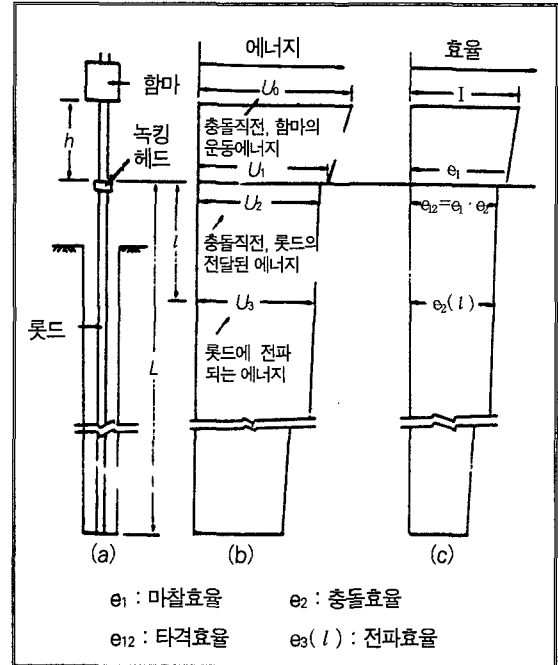 에너지
효율
함마
U₀
I
녹킹
헤드
h
충돌직전, 함마의
운동에너지
U₁
e₁
U₂
e₁₂=e₁·e₂
l
충돌직전, 롯드의
전달된 에너지
U₃
e₂(l)
롯드
L
롯드에 전파
되는 에너지
(a)
(b)
(c)
e₁ : 마찰효율
e₂ : 충돌효율
e₁₂ : 타격효율
e₃(l) : 전파효율